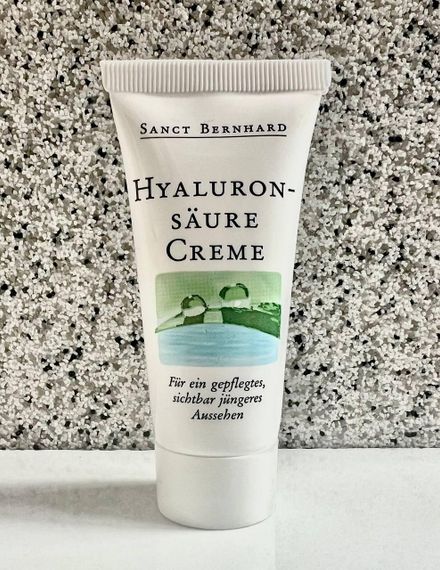 SANCT BERNHARD
HYALURON-
SÄURE
CREME
Für ein gepflegtes,
sichtbar jüngeres
Aussehen